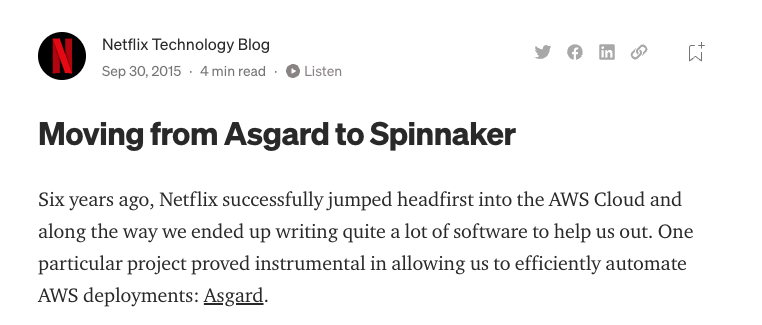 Netflix Technology Blog
Sep 30, 2015 · 4 min read · Listen
Moving from Asgard to Spinnaker
Six years ago, Netflix successfully jumped headfirst into the AWS Cloud and
along the way we ended up writing quite a lot of software to help us out. One
particular project proved instrumental in allowing us to efficiently automate
AWS deployments: Asgard.